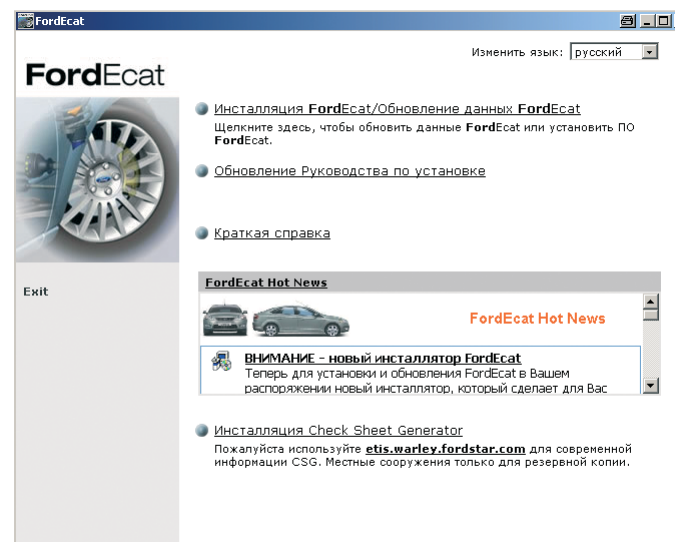 FordEcat
Изменить язык: русский
FordEcat
Инсталляция FordEcat/Обновление данных FordEcat
Щелкните здесь, чтобы обновить данные FordEcat или установить ПО
FordEcat.
Обновление Руководства по установке
Краткая справка
Exit
FordEcat Hot News
FordEcat Hot News
ВНИМАНИЕ - новый инсталлятор FordEcat
Теперь для установки и обновления FordEcat в Вашем
распоряжении новый инсталлятор, который сделает для Вас
Инсталляция Check Sheet Generator
Пожалуйста используйте etis.warley.fordstar.com для современной
информации CSG. Местные сооружения только для резервной копии.